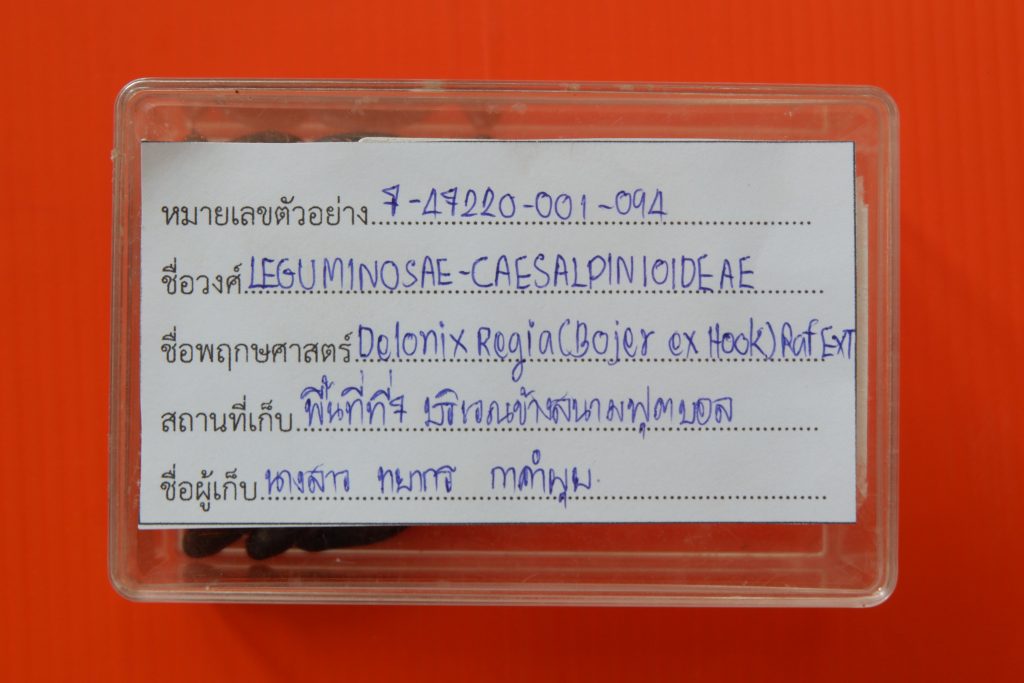 หมายเลขตัวอย่าง 7-47220-001-094
ชื่อวงศ์ LEGUMINOSAE-CAESALPINIOIDEAE
ชื่อพฤกษศาสตร์ Delonix Regia (Bojer ex Hook) Raf EXT
สถานที่เก็บ พื้นที่ที่7 บริเวณข้างสนามฟุตบอล
ชื่อผู้เก็บ นางสาว